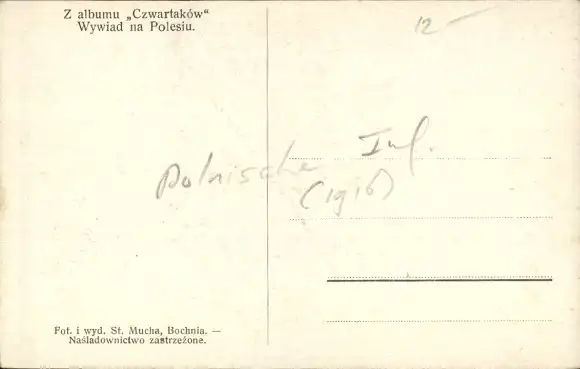 Z albumu „Czwartaków“
Wywiad na Polesiu.
12 —
Polnische Inf.
(1916)
Fot. i wyd. St. Mucha, Bochnia. —
Naśladownictwo zastrzeżone.